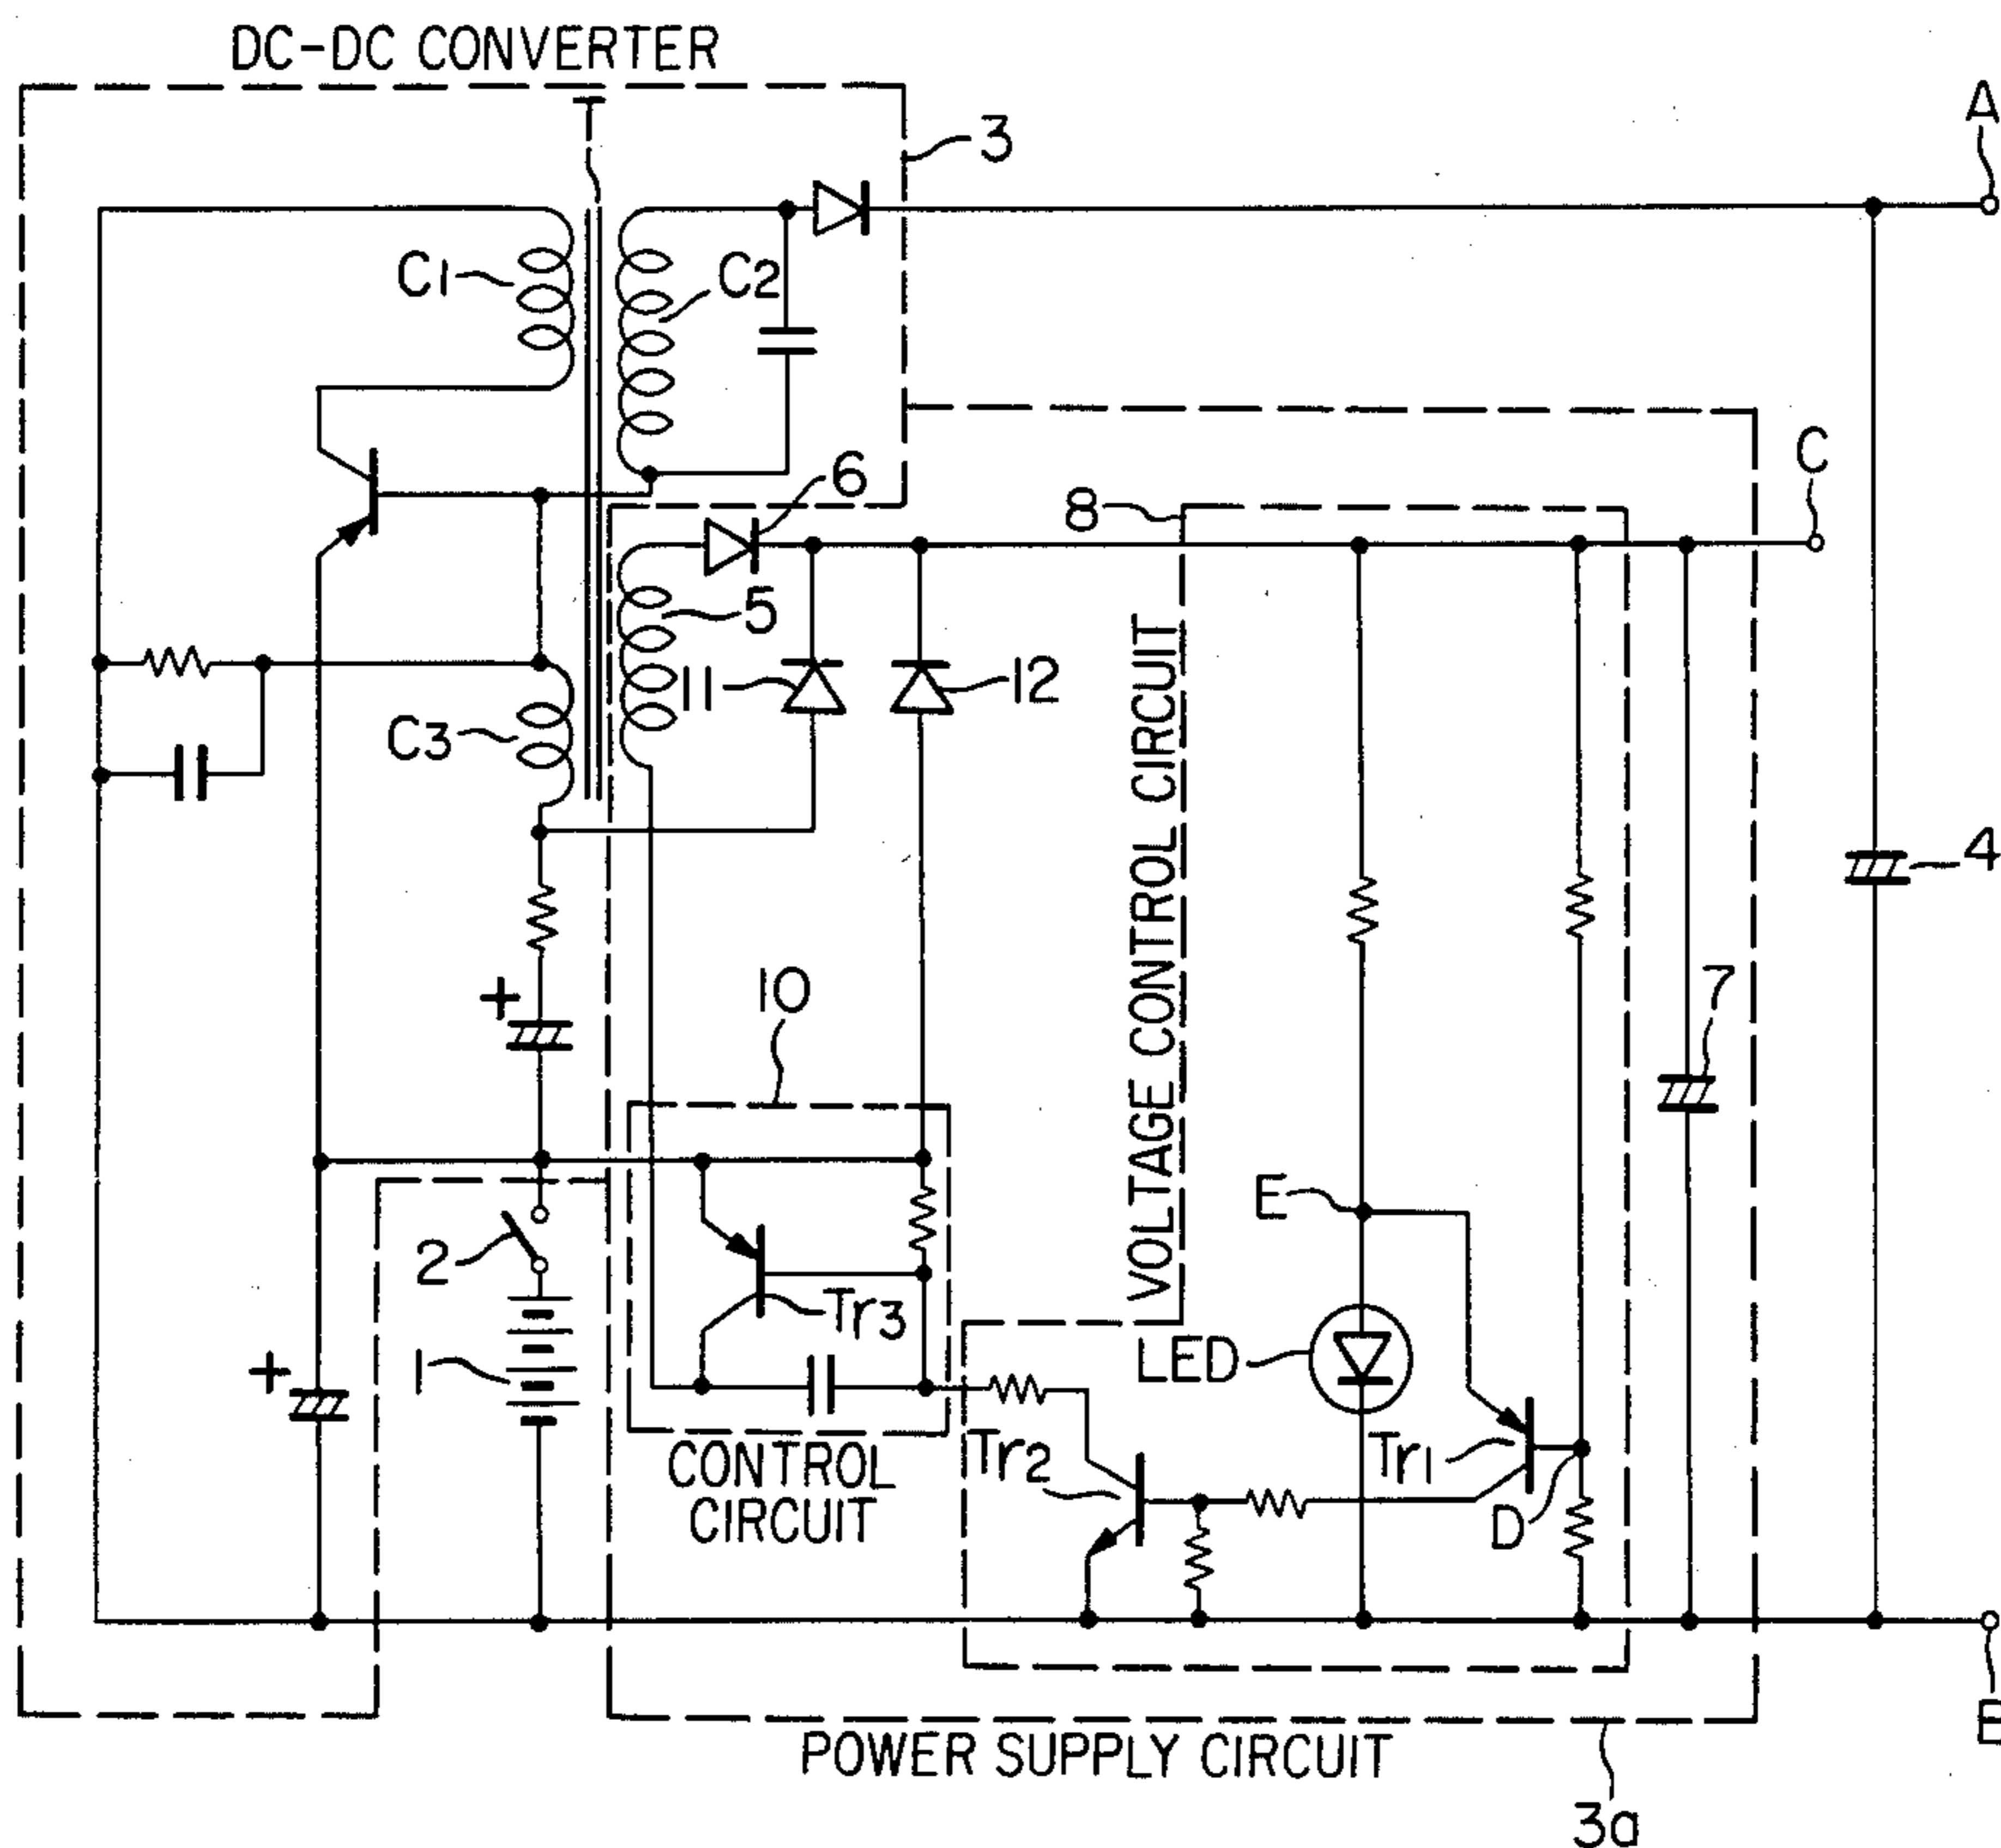 DC-DC CONVERTER
T
3
A
C1
C2
6
8
C
5
11
12
C3
VOLTAGE CONTROL CIRCUIT
4
10
+
7
E
2
Tr3
LED
+
1
CONTROL
CIRCUIT
Tr2
Tr1
D
POWER SUPPLY CIRCUIT
3a